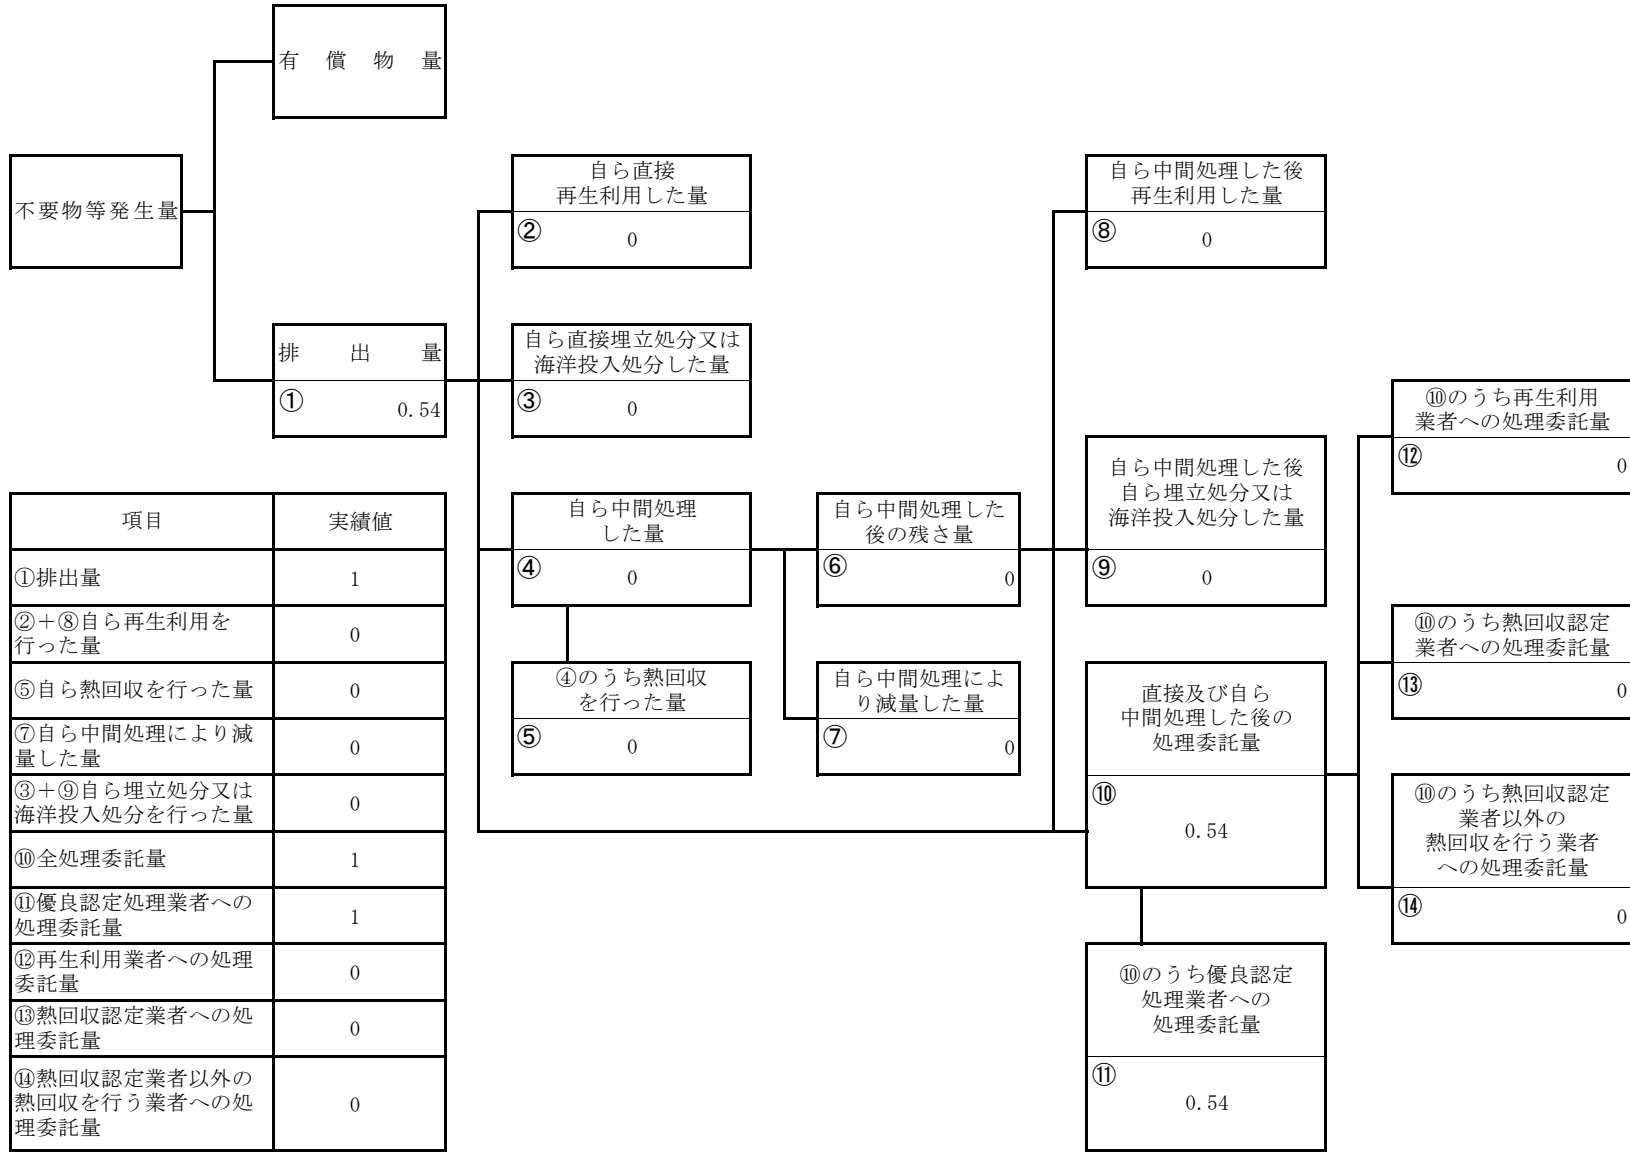 有償物量
不要物等発生量
排出量
① 0.54
自ら直接
再生利用した量
② 0
自ら直接埋立処分又は
海洋投入処分した量
③ 0
自ら中間処理
した量
④ 0
④のうち熱回収
を行った量
⑤ 0
自ら中間処理した
後の残さ量
⑥ 0
自ら中間処理によ
り減量した量
⑦ 0
自ら中間処理した後
再生利用した量
⑧ 0
自ら中間処理した後
自ら埋立処分又は
海洋投入処分した量
⑨ 0
直接及び自ら
中間処理した後の
処理委託量
⑩
0.54
⑩のうち優良認定
処理業者への
処理委託量
⑪
0.54
⑩のうち再生利用
業者への処理委託量
⑫ 0
⑩のうち熱回収認定
業者への処理委託量
⑬ 0
⑩のうち熱回収認定
業者以外の
熱回収を行う業者
への処理委託量
⑭ 0
項目 実績値
①排出量 1
②+⑧自ら再生利用を
行った量 0
⑤自ら熱回収を行った量 0
⑦自ら中間処理により減
量した量 0
③+⑨自ら埋立処分又は
海洋投入処分を行った量 0
⑩全処理委託量 1
⑪優良認定処理業者への
処理委託量 1
⑫再生利用業者への処理
委託量 0
⑬熱回収認定業者への処
理委託量 0
⑭熱回収認定業者以外の
熱回収を行う業者への処
理委託量 0